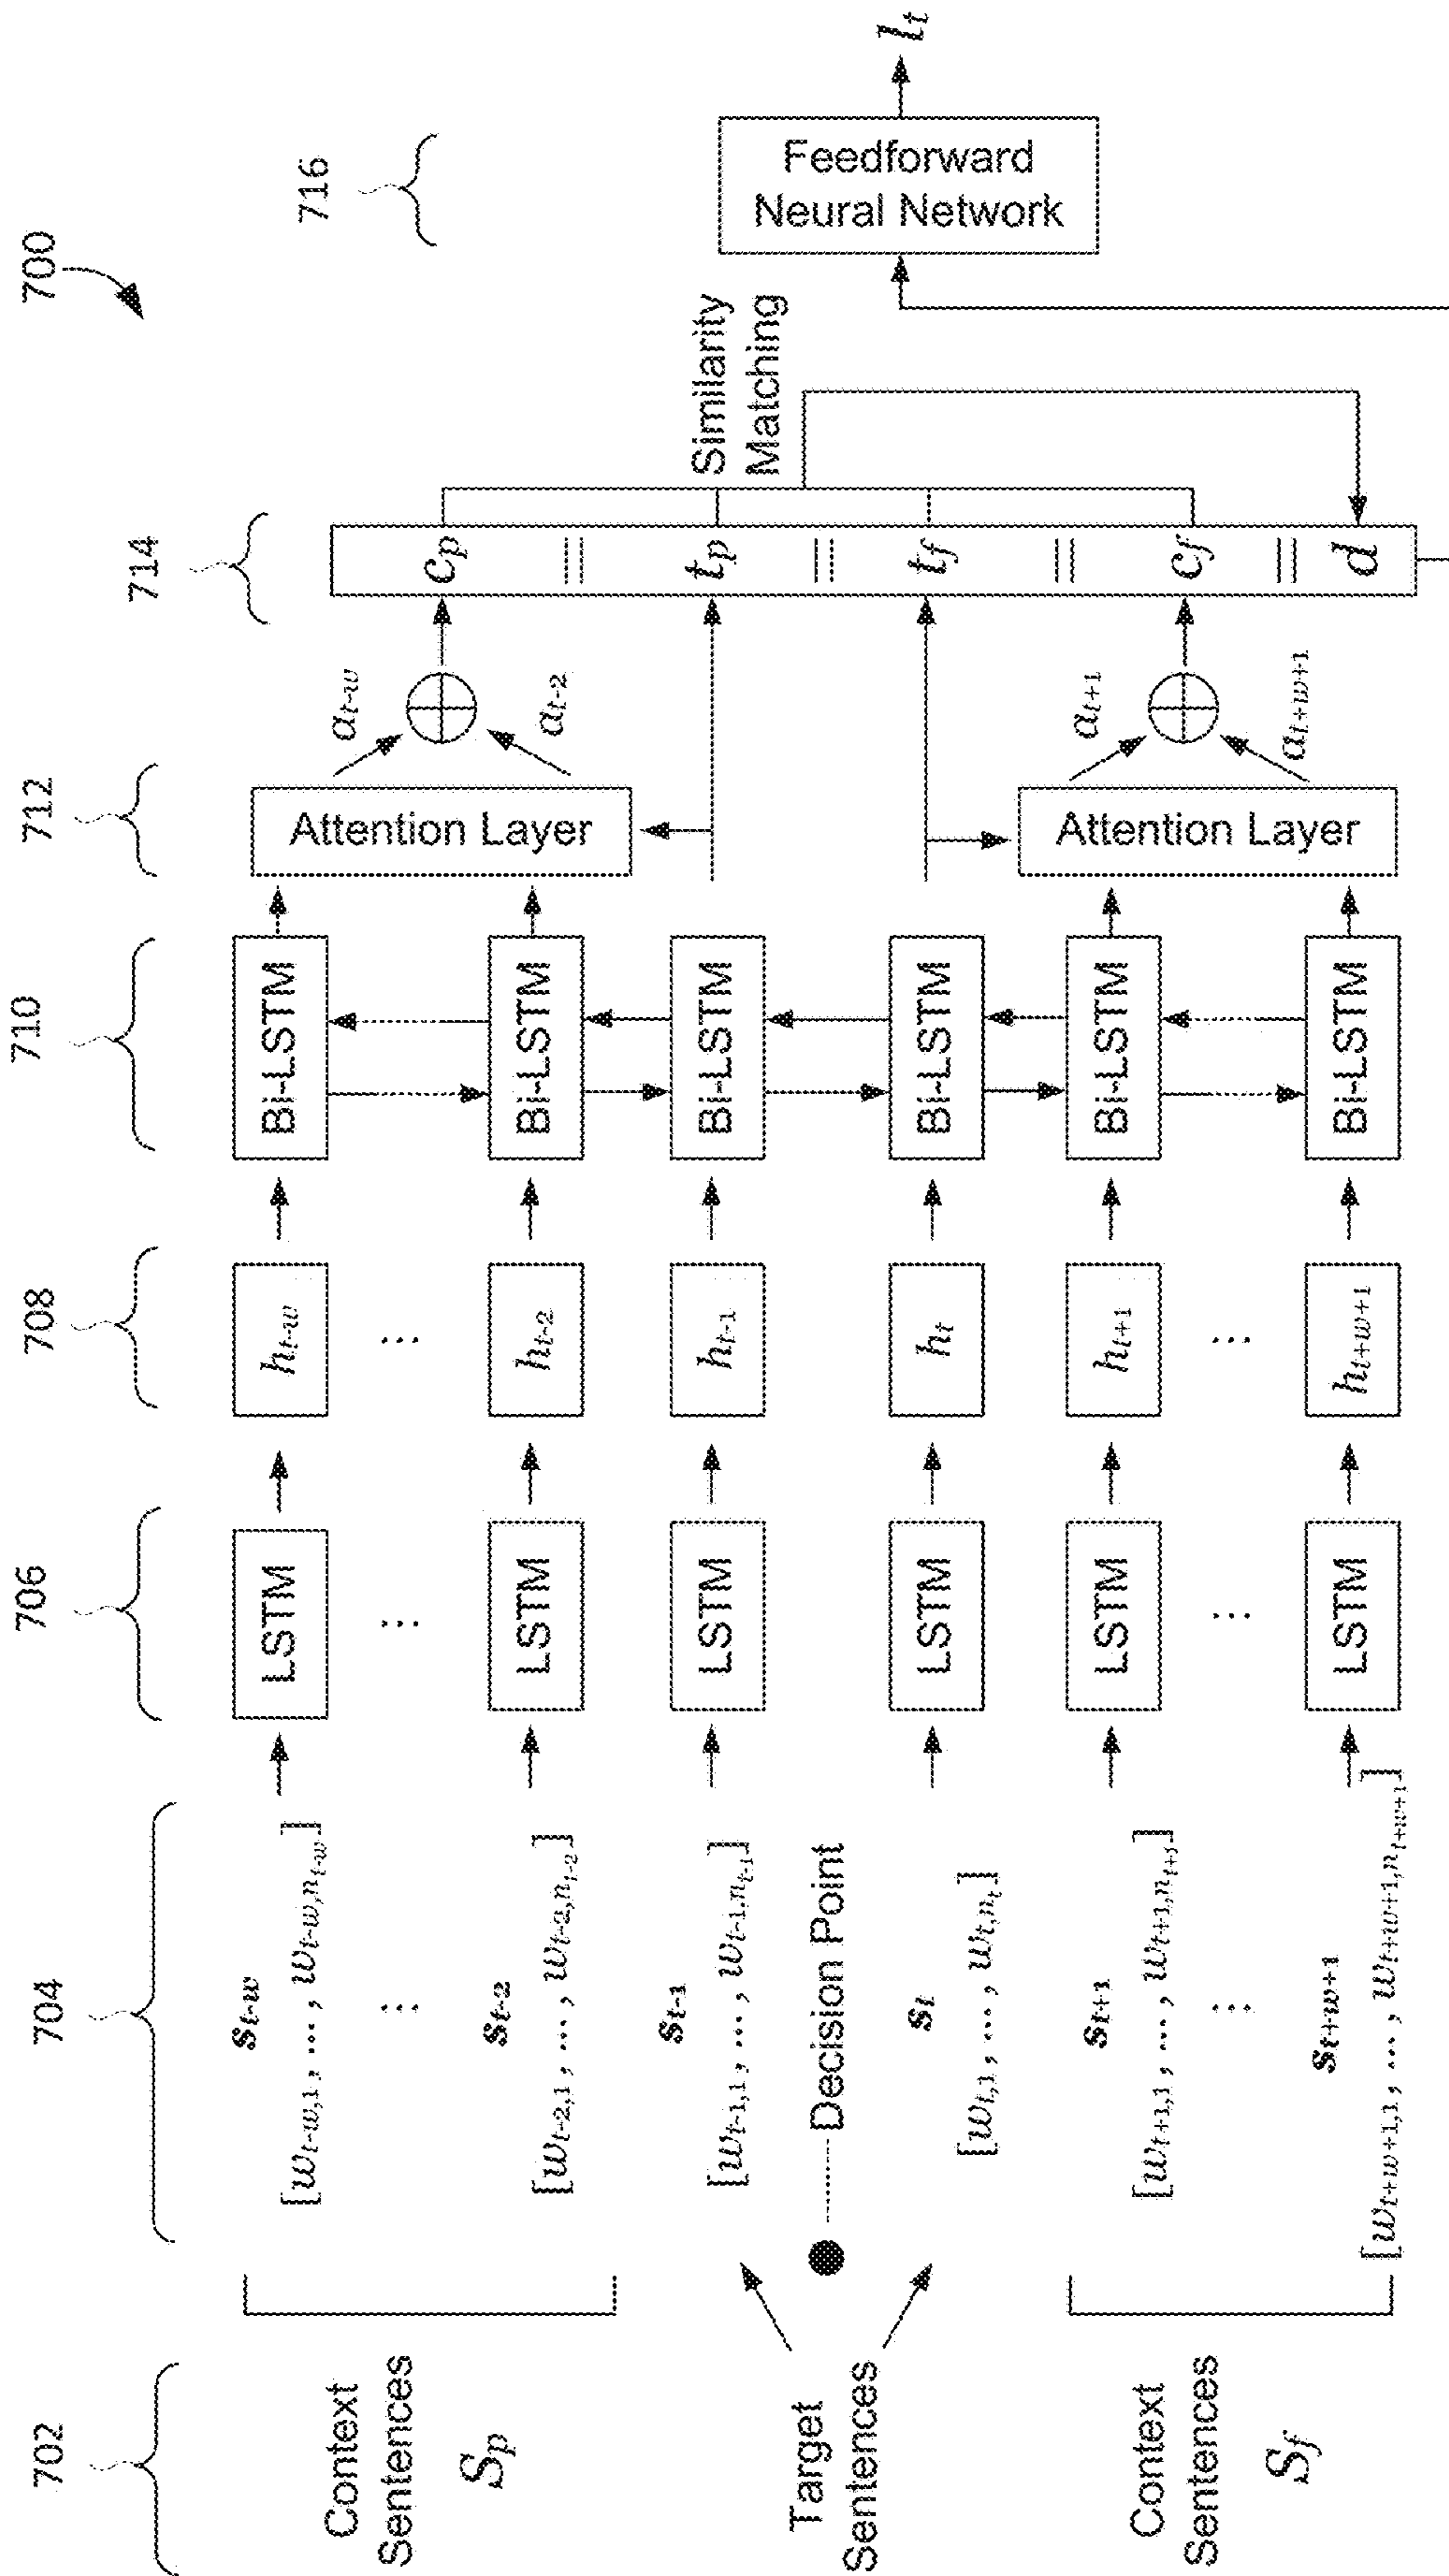 700
702
704
706
708
710
712
714
716
Context
Sentences
S_p
Target
Sentences
Context
Sentences
S_f
s_{t-w}
[w_{t-w,1}, ..., w_{t-w,n_{t-w}}]
⋮
s_{t-2}
[w_{t-2,1}, ..., w_{t-2,n_{t-2}}]
s_{t-1}
[w_{t-1,1}, ..., w_{t-1,n_{t-1}}]
Decision Point
s_t
[w_{t,1}, ..., w_{t,n_t}]
s_{t+1}
[w_{t+1,1}, ..., w_{t+1,n_{t+1}}]
⋮
s_{t+w+1}
[w_{t+w+1,1}, ..., w_{t+w+1,n_{t+w+1}}]
LSTM
⋮
LSTM
LSTM
LSTM
LSTM
⋮
LSTM
h_{t-w}
⋮
h_{t-2}
h_{t-1}
h_t
h_{t+1}
⋮
h_{t+w+1}
Bi-LSTM
Bi-LSTM
Bi-LSTM
Bi-LSTM
Bi-LSTM
Bi-LSTM
Attention Layer
Attention Layer
a_{t-w}
a_{t-2}
a_{t+1}
a_{t+w+1}
c_p
t_p
t_f
c_f
d
Similarity
Matching
Feedforward
Neural Network
l_t